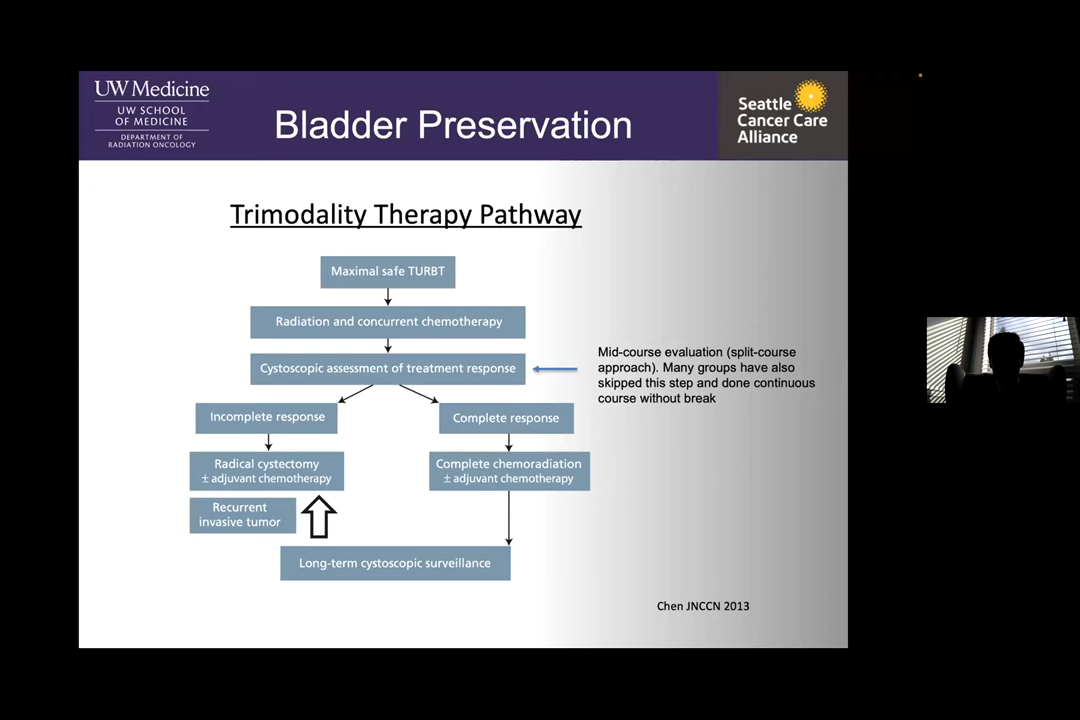 UW Medicine
UW SCHOOL
OF MEDICINE
DEPARTMENT OF
RADIATION ONCOLOGY
Bladder Preservation
Seattle
Cancer Care
Alliance
Trimodality Therapy Pathway
Maximal safe TURBT
Radiation and concurrent chemotherapy
Cystoscopic assessment of treatment response
Mid-course evaluation (split-course
approach). Many groups have also
skipped this step and done continuous
course without break
Incomplete response
Complete response
Radical cystectomy
± adjuvant chemotherapy
Complete chemoradiation
± adjuvant chemotherapy
Recurrent
invasive tumor
Long-term cystoscopic surveillance
Chen JNCCN 2013